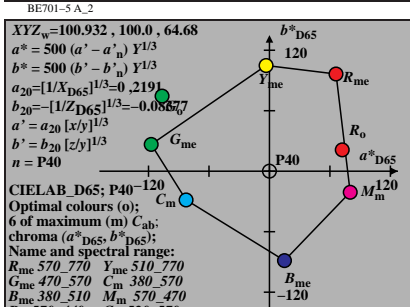 BE701-5 A_2
XYZw=100.932 , 100.0 , 64.68
a* = 500 (a' − a'n) Y1/3
b* = 500 (b' − b'n) Y1/3
a20=[1/XD65]1/3=0 ,2191
b20=−[1/ZD65]1/3=−0.08
a' = a20 [x/y]1/3
b' = b20 [z/y]1/3
n = P40
CIELAB_D65; P40
Optimal colours (o);
6 of maximum (m) Cab;
chroma (a*D65, b*D65);
Name and spectral range:
Rme 570_770 Yme 510_770
Gme 470_570 Cm 380_570
Bme 380_510 Mm 570_470
b*D65
120
Yme
Rme
Gme
Ro
P40
a*D65
−120
120
Cm
Mm
Bme
−120